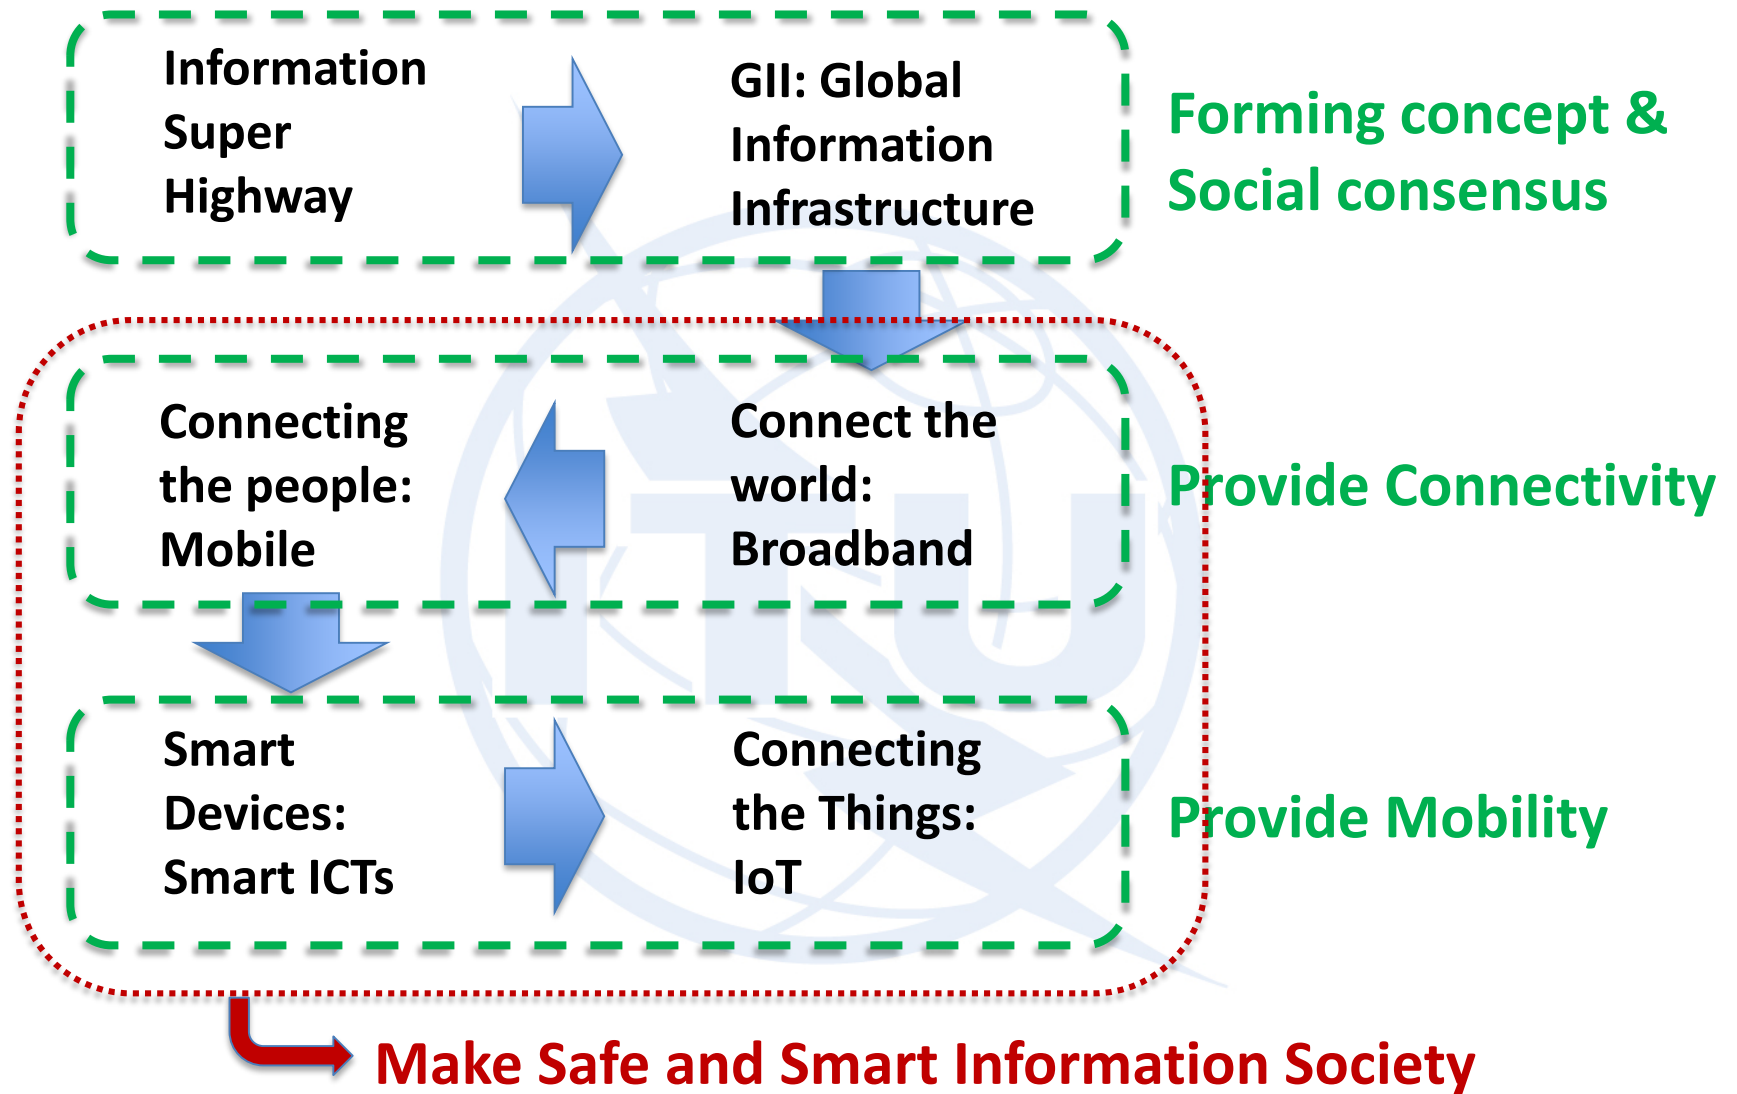 Information
Super
Highway
GII: Global
Information
Infrastructure
Forming concept &
Social consensus
Connecting
the people:
Mobile
Connect the
world:
Broadband
Provide Connectivity
Smart
Devices:
Smart ICTs
Connecting
the Things:
IoT
Provide Mobility
ITU
Make Safe and Smart Information Society